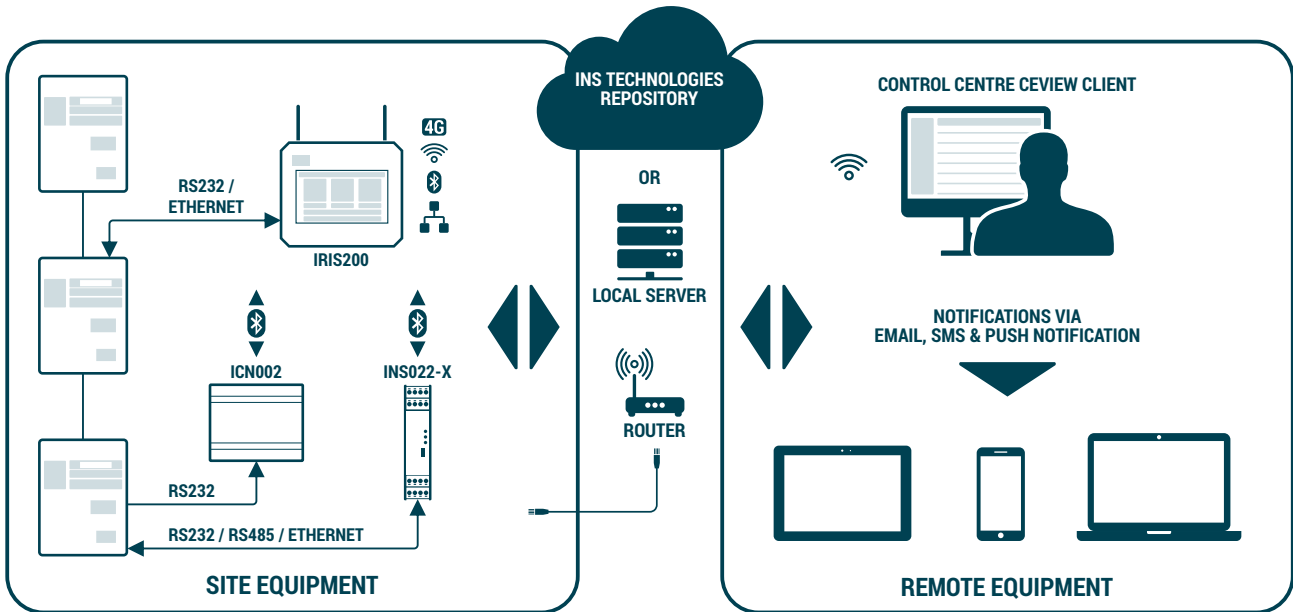 INS TECHNOLOGIES
REPOSITORY
CONTROL CENTRE CEVIEW CLIENT
4G
RS232 /
ETHERNET
IRIS200
OR
LOCAL SERVER
NOTIFICATIONS VIA
EMAIL, SMS & PUSH NOTIFICATION
ICN002
INS022-X
ROUTER
RS232
RS232 / RS485 / ETHERNET
SITE EQUIPMENT
REMOTE EQUIPMENT